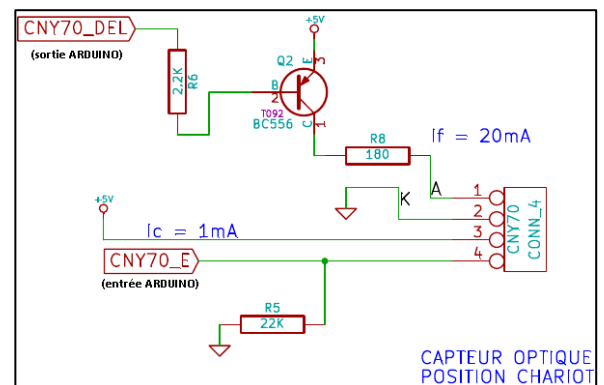 CNY70_DEL
(sortie ARDUINO)
+5V
Q2
E
3
B
2
T092
BC556
C
1
2,2K
R6
R8
180
If = 20mA
K
A
1
2
3
4
CNY70
CONN_4
+5V
Ic = 1mA
CNY70_E
(entrée ARDUINO)
R5
22K
CAPTEUR OPTIQUE
POSITION CHARIOT